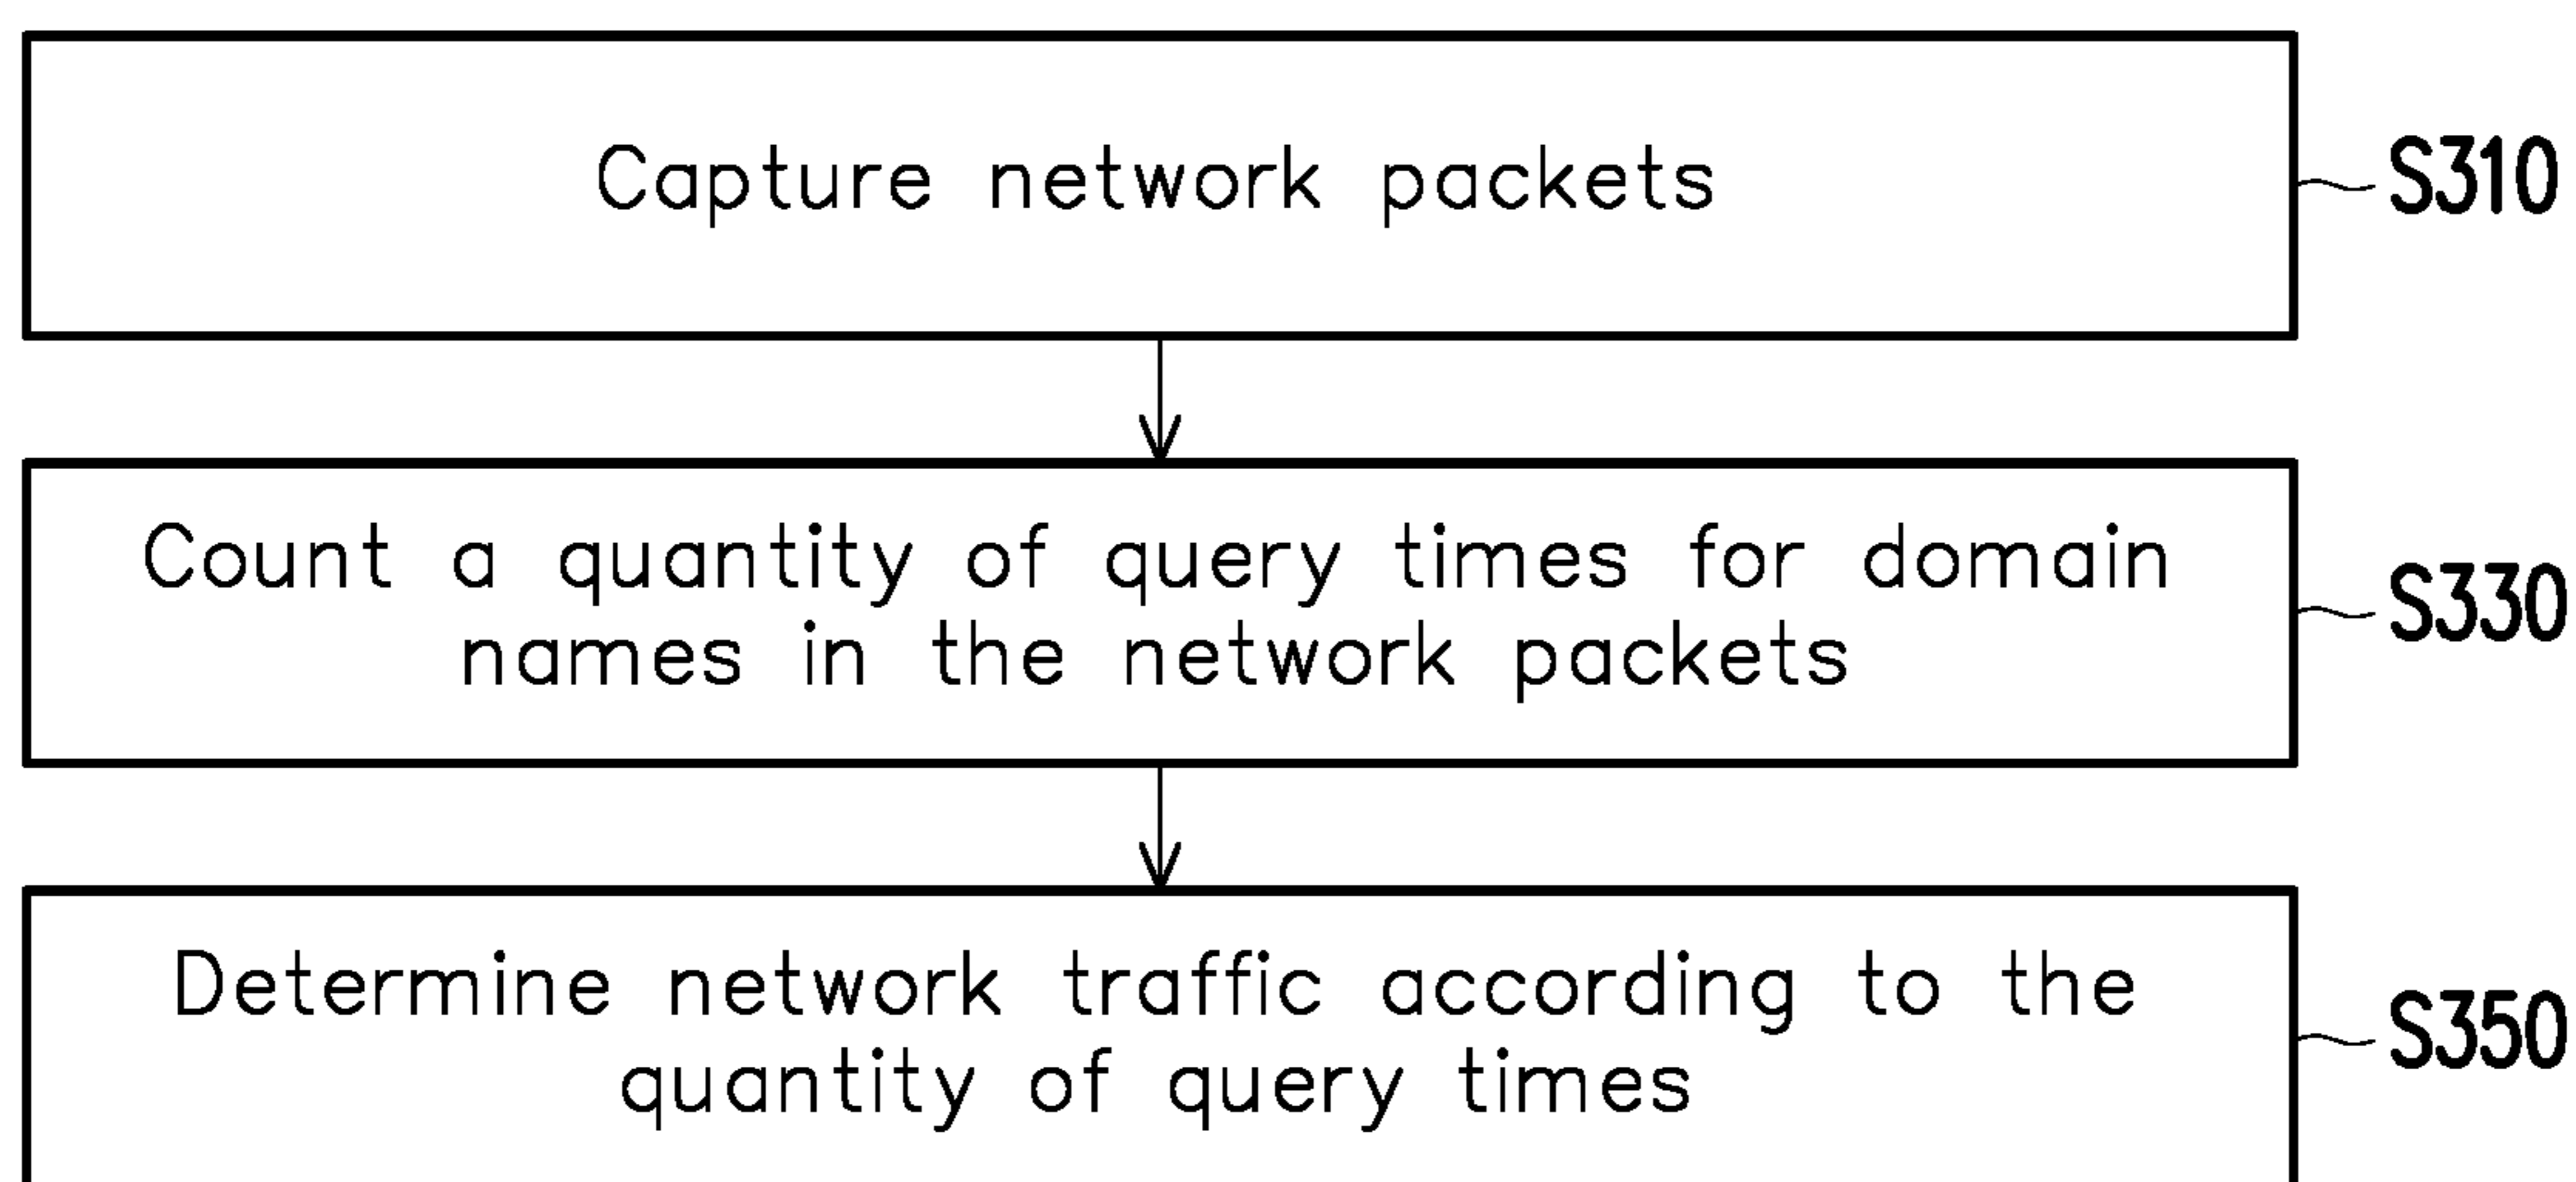 Capture network packets
S310
Count a quantity of query times for domain
names in the network packets
S330
Determine network traffic according to the
quantity of query times
S350